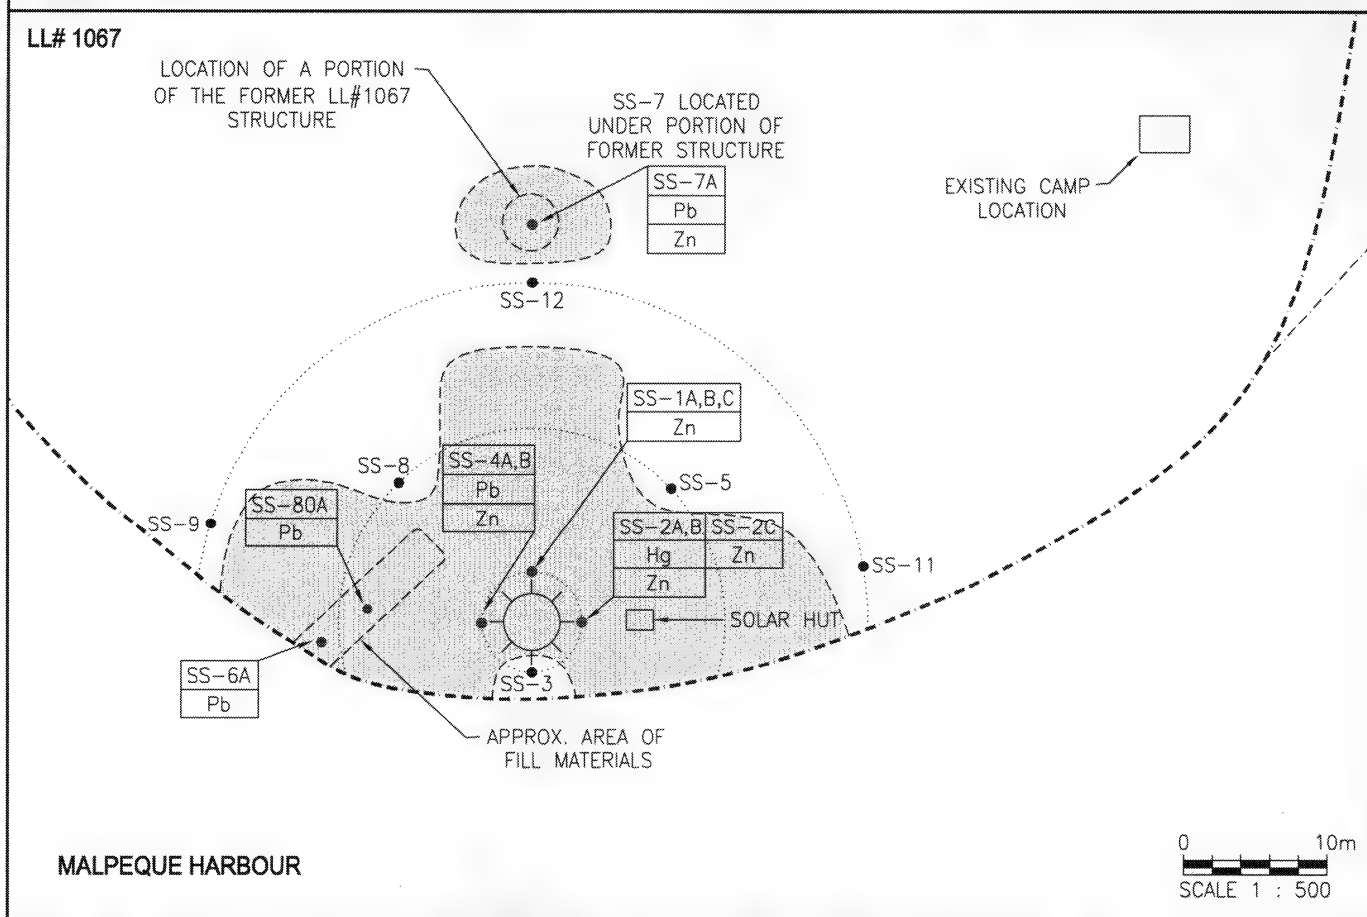 LL# 1067
LOCATION OF A PORTION
OF THE FORMER LL#1067
STRUCTURE
SS-7 LOCATED
UNDER PORTION OF
FORMER STRUCTURE
SS-7A
Pb
Zn
EXISTING CAMP
LOCATION
SS-12
SS-1A,B,C
Zn
SS-8
SS-4A,B
Pb
Zn
SS-5
SS-80A
Pb
SS-9
SS-2A,B SS-2C
Hg Zn
Zn
SS-11
SOLAR HUT
SS-6A
Pb
SS-3
APPROX. AREA OF
FILL MATERIALS
MALPEQUE HARBOUR
0 10m
SCALE 1 : 500